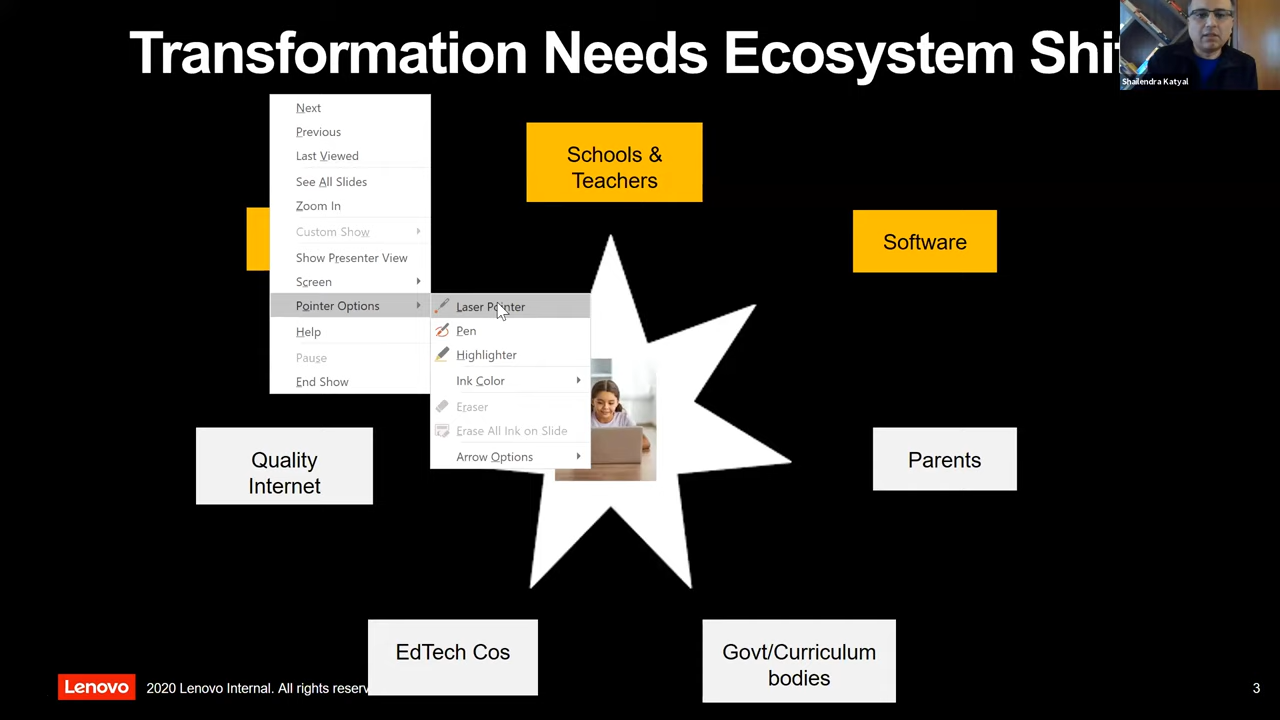 Transformation Needs Ecosystem Shi
Shailendra Katyal
Next
Previous
Last Viewed
See All Slides
Zoom In
Custom Show
Show Presenter View
Screen
Pointer Options
Help
Pause
End Show
Laser Pointer
Pen
Highlighter
Ink Color
Eraser
Erase All Ink on Slide
Arrow Options
Schools &
Teachers
Software
Quality
Internet
Parents
EdTech Cos
Govt/Curriculum
bodies
Lenovo
2020 Lenovo Internal. All rights reserv
3